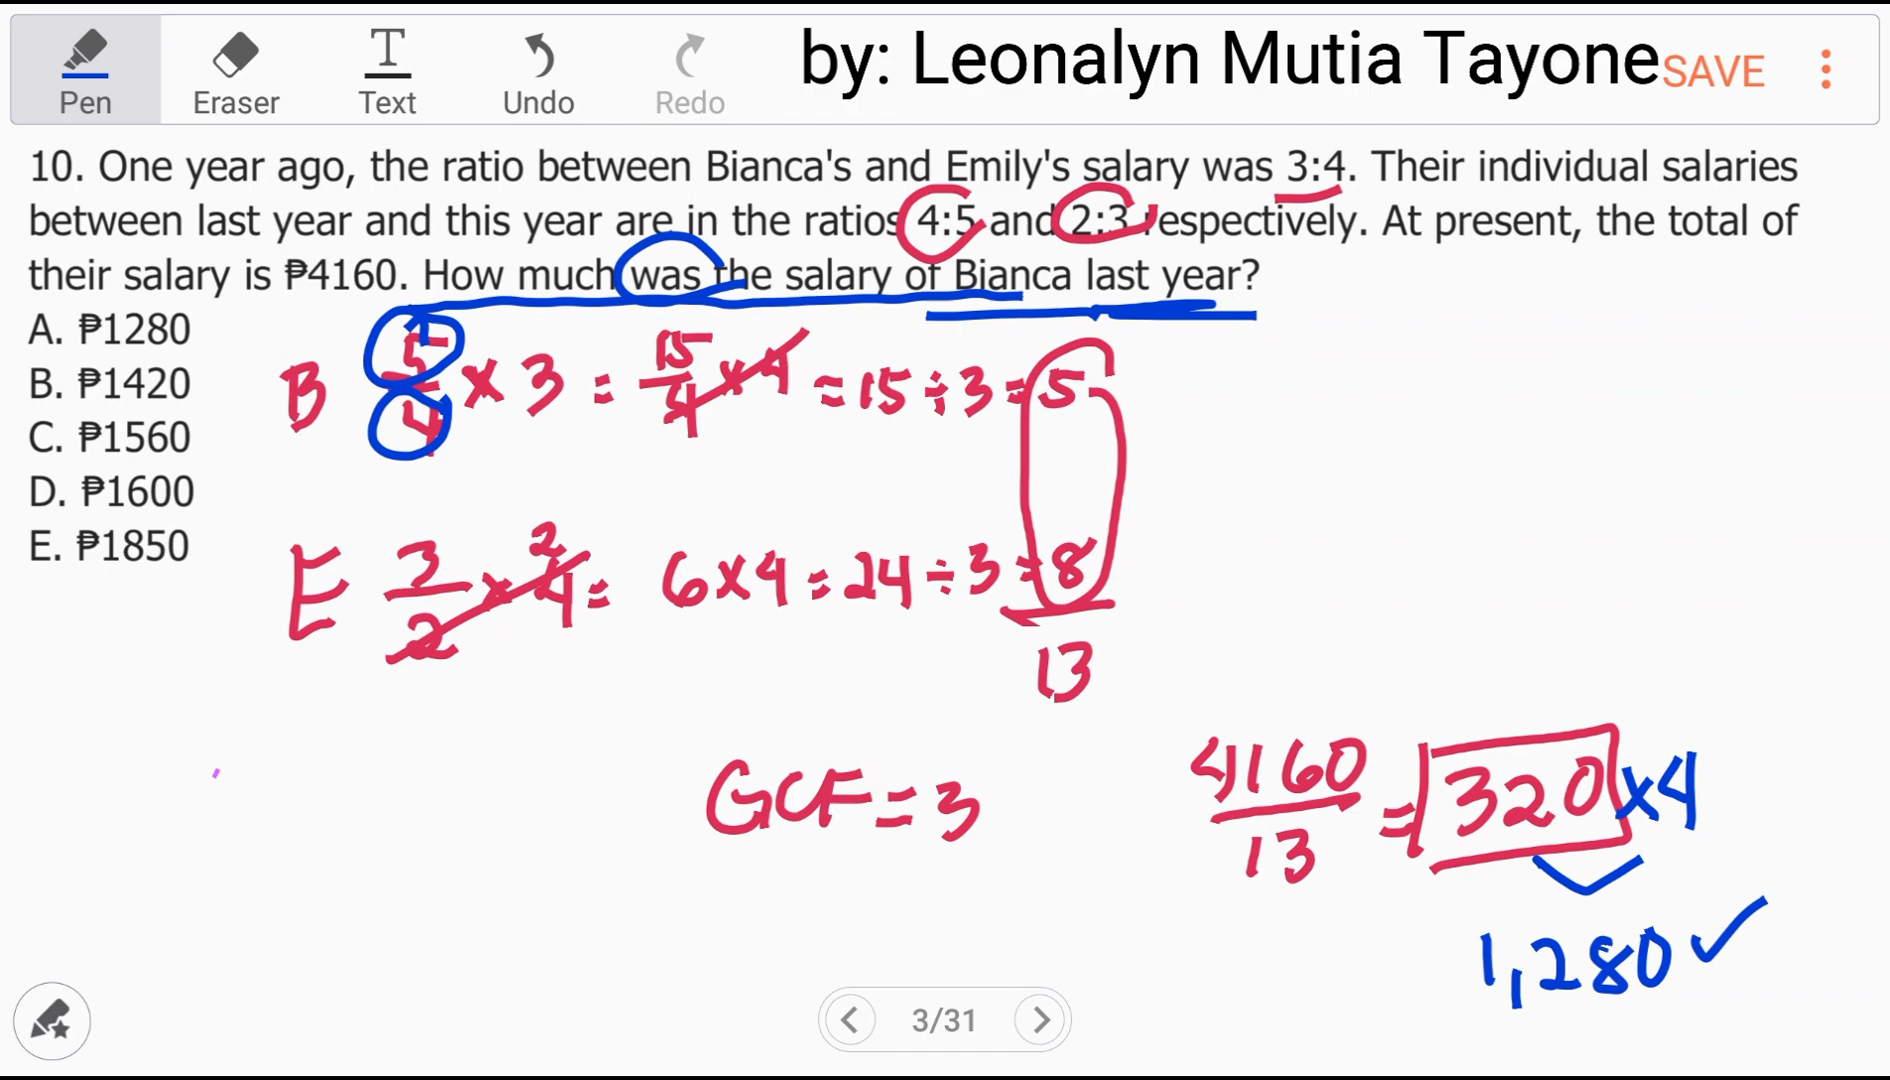 by: Leonalyn Mutia Tayone SAVE
Pen Eraser Text Undo Redo
10. One year ago, the ratio between Bianca's and Emily's salary was 3:4. Their individual salaries
between last year and this year are in the ratios 4:5 and 2:3 respectively. At present, the total of
their salary is ₱4160. How much was the salary of Bianca last year?
A. ₱1280
B. ₱1420
C. ₱1560
D. ₱1600
E. ₱1850
B 5/4 × 3 = 15/4 × 4 = 15 ÷ 3 = 5
E 3/2 × 4 2 = 6 × 4 = 24 ÷ 3 = 8
13
GCF = 3
4160/13 = 320 × 4
1,280 ✓
3/31